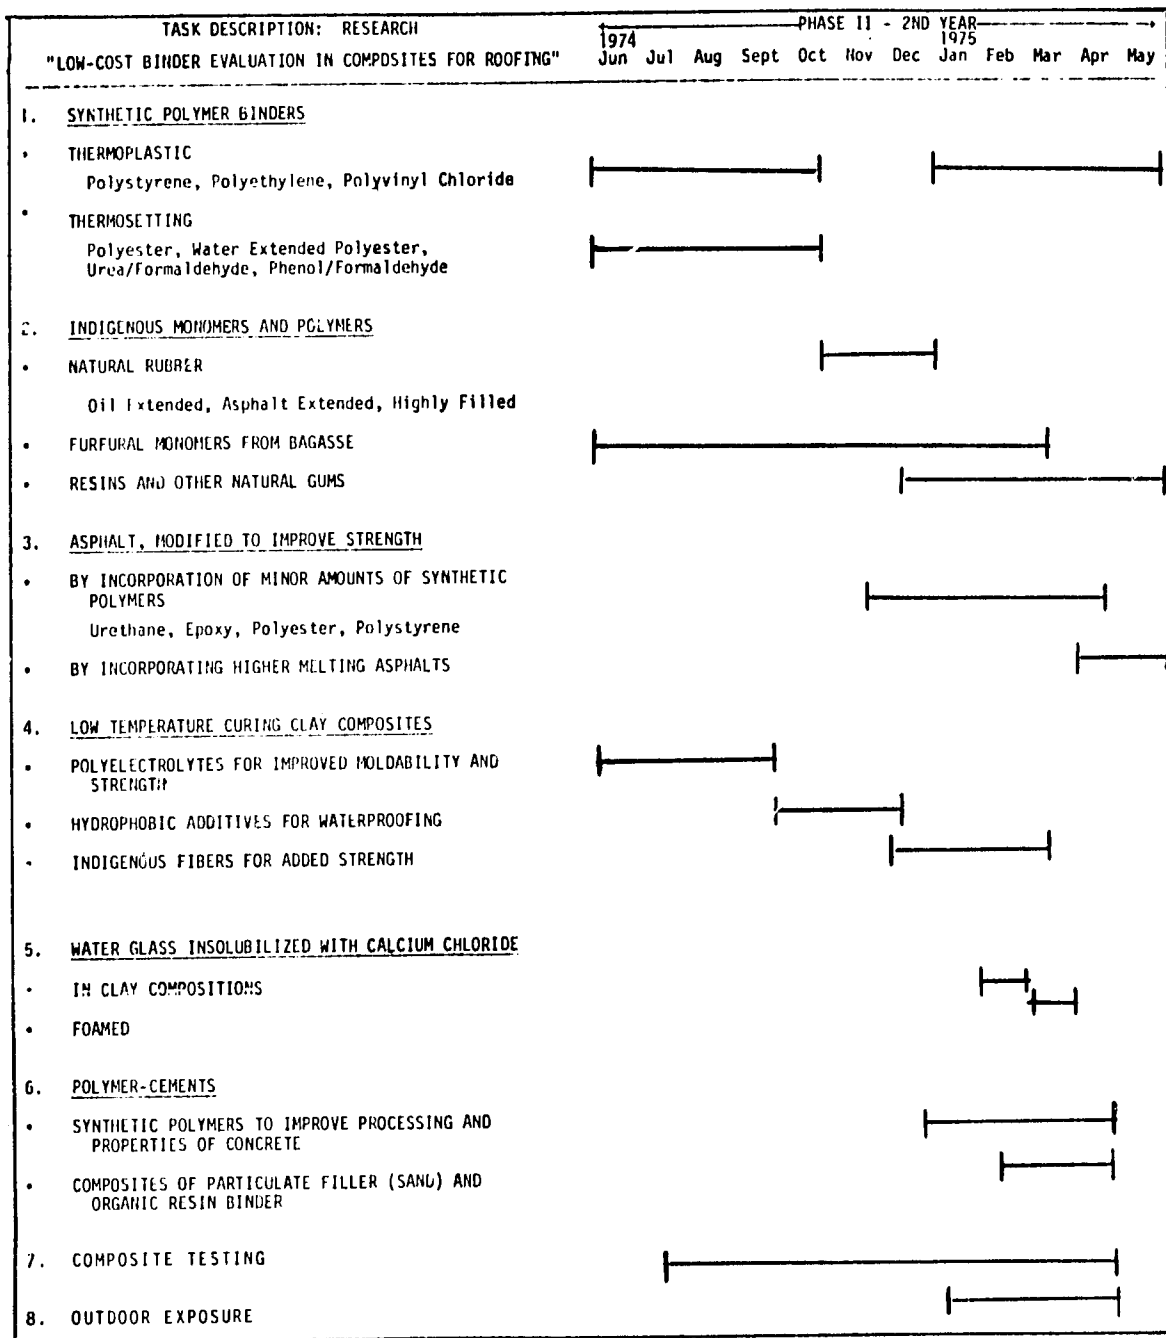 TASK DESCRIPTION: RESEARCH
PHASE II - 2ND YEAR
"LOW-COST BINDER EVALUATION IN COMPOSITES FOR ROOFING"
1974 1975
Jun Jul Aug Sept Oct Nov Dec Jan Feb Mar Apr May
1. SYNTHETIC POLYMER BINDERS
• THERMOPLASTIC
Polystyrene, Polyethylene, Polyvinyl Chloride
• THERMOSETTING
Polyester, Water Extended Polyester,
Urea/Formaldehyde, Phenol/Formaldehyde
2. INDIGENOUS MONOMERS AND POLYMERS
• NATURAL RUBBER
Oil Extended, Asphalt Extended, Highly Filled
• FURFURAL MONOMERS FROM BAGASSE
• RESINS AND OTHER NATURAL GUMS
3. ASPHALT, MODIFIED TO IMPROVE STRENGTH
• BY INCORPORATION OF MINOR AMOUNTS OF SYNTHETIC
POLYMERS
Urethane, Epoxy, Polyester, Polystyrene
• BY INCORPORATING HIGHER MELTING ASPHALTS
4. LOW TEMPERATURE CURING CLAY COMPOSITES
• POLYELECTROLYTES FOR IMPROVED MOLDABILITY AND
STRENGTH
• HYDROPHOBIC ADDITIVES FOR WATERPROOFING
• INDIGENOUS FIBERS FOR ADDED STRENGTH
5. WATER GLASS INSOLUBILIZED WITH CALCIUM CHLORIDE
• IN CLAY COMPOSITIONS
• FOAMED
6. POLYMER-CEMENTS
• SYNTHETIC POLYMERS TO IMPROVE PROCESSING AND
PROPERTIES OF CONCRETE
• COMPOSITES OF PARTICULATE FILLER (SAND) AND
ORGANIC RESIN BINDER
7. COMPOSITE TESTING
8. OUTDOOR EXPOSURE